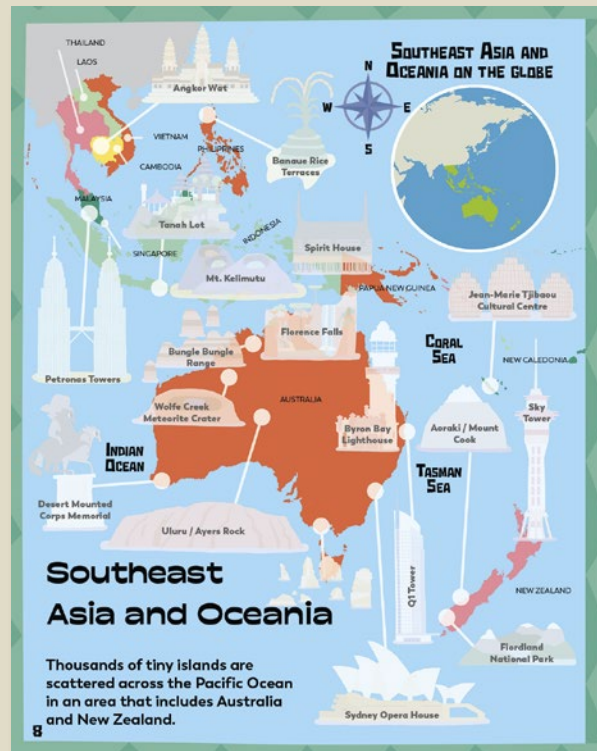 THAILAND
LAOS
Angkor Wat
SOUTHEAST ASIA AND
OCEANIA ON THE GLOBE
N
W
E
S
VIETNAM
PHILIPPINES
CAMBODIA
Banaue Rice
Terraces
MALAYSIA
Tanah Lot
INDONESIA
SINGAPORE
Spirit House
Mt. Kelimutu
PAPUA NEW GUINEA
Jean-Marie Tjibaou
Cultural Centre
Florence Falls
Bungle Bungle
Range
CORAL
SEA
NEW CALEDONIA
Petronas Towers
Wolfe Creek
Meteorite Crater
AUSTRALIA
Sky
Tower
Byron Bay
Lighthouse
Aoraki / Mount
Cook
INDIAN
OCEAN
TASMAN
SEA
Desert Mounted
Corps Memorial
Uluru / Ayers Rock
Q1 Tower
NEW ZEALAND
Southeast
Asia and Oceania
Fiordland
National Park
Thousands of tiny islands are
scattered across the Pacific Ocean
in an area that includes Australia
and New Zealand.
Sydney Opera House
8